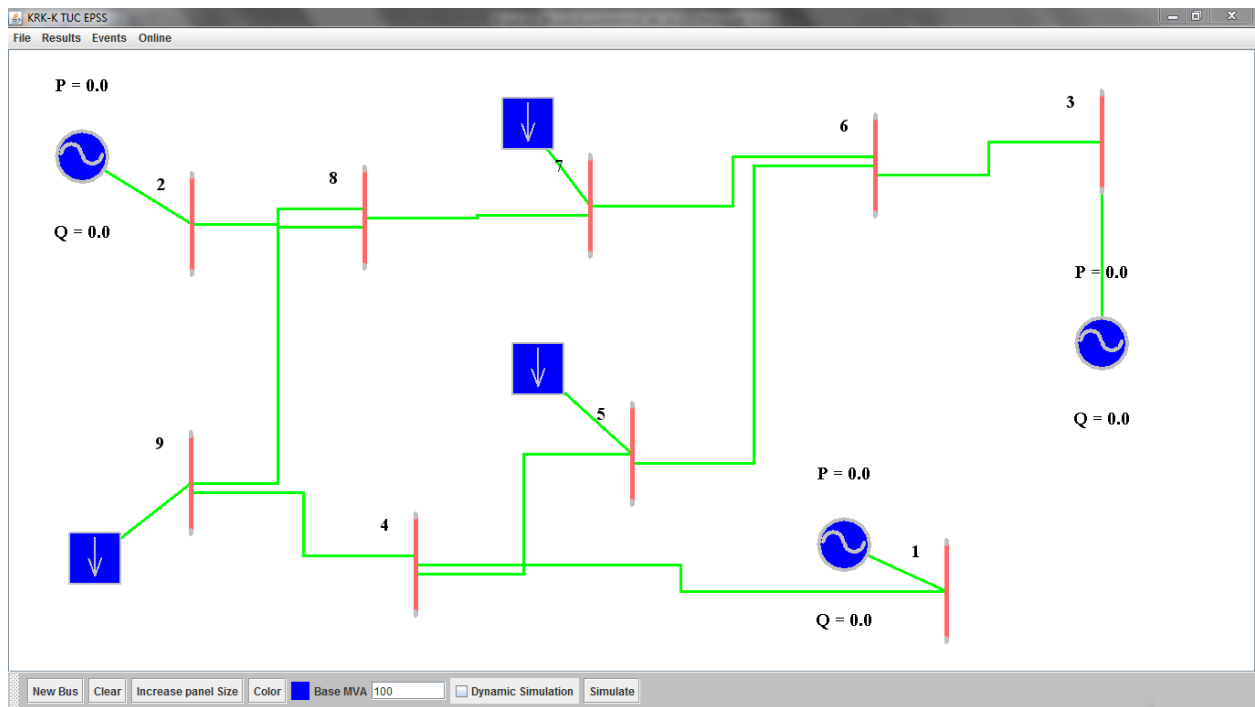 KRK-K TUC EPSS
File Results Events Online
P = 0.0
2
Q = 0.0
8
7
6
3
P = 0.0
Q = 0.0
9
5
4
P = 0.0
1
Q = 0.0
New Bus Clear Increase panel Size Color Base MVA 100 Dynamic Simulation Simulate